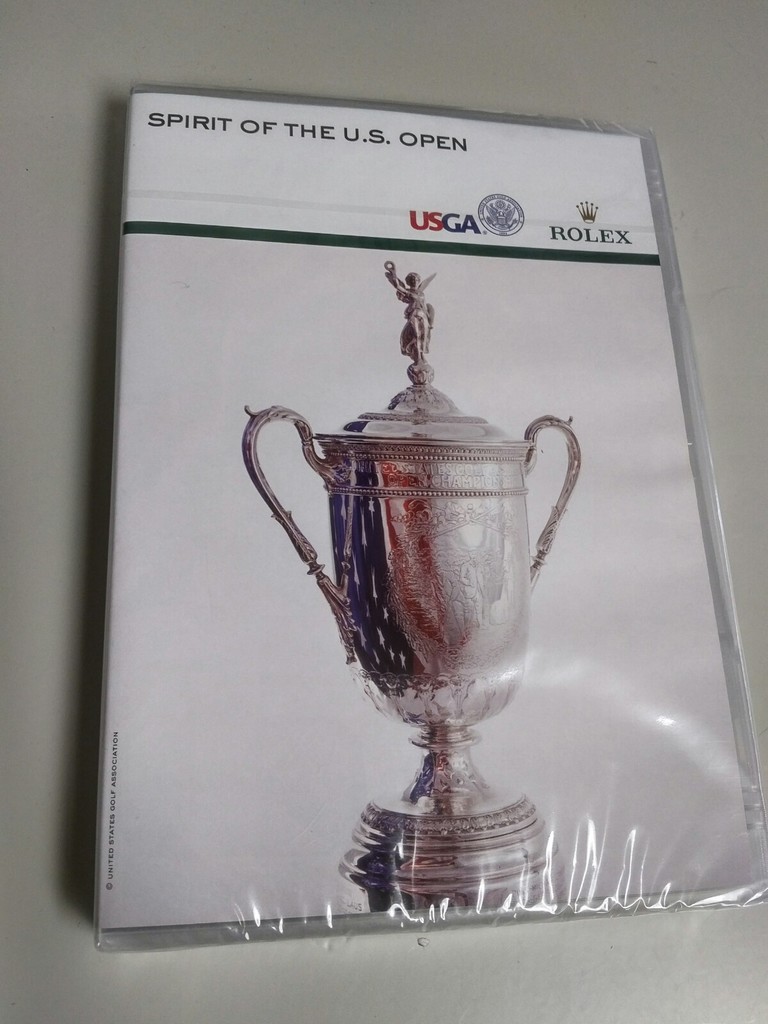 SPIRIT OF THE U.S. OPEN
USGA
ROLEX
© UNITED STATES GOLF ASSOCIATION